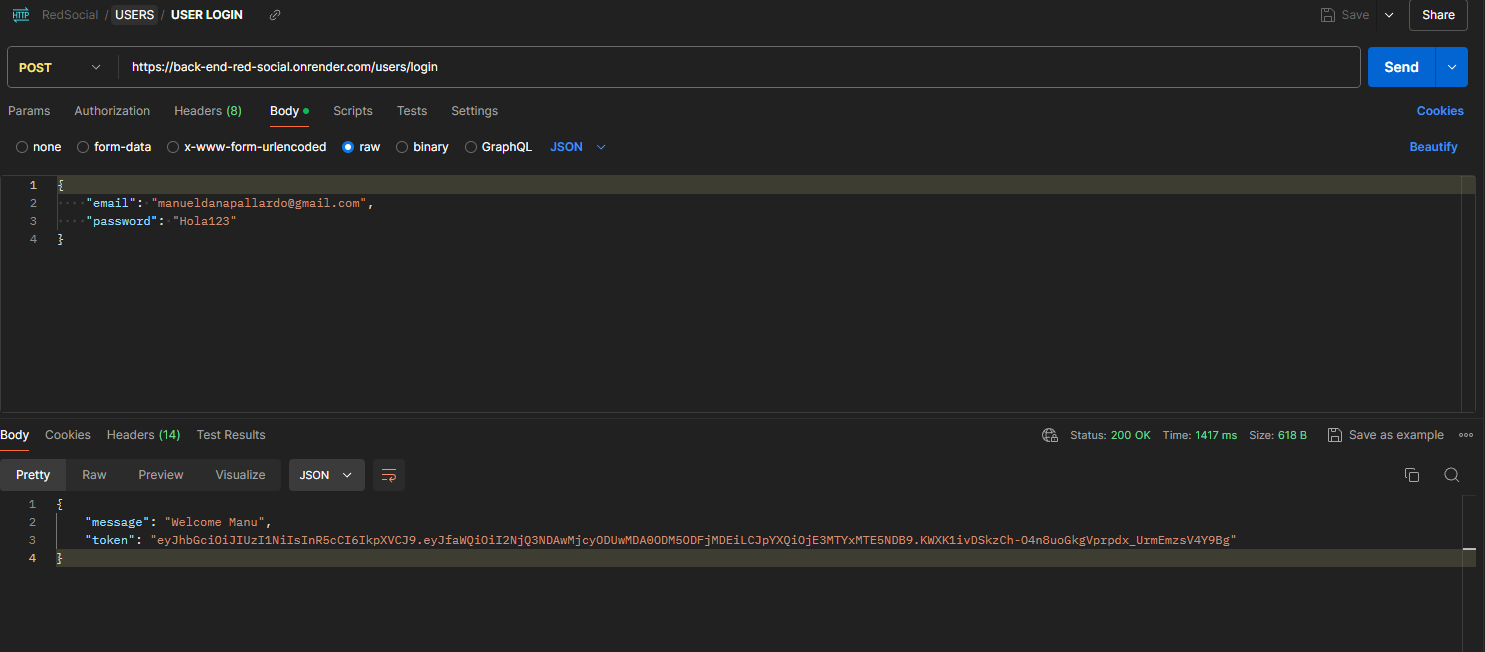 HTTP RedSocial / USERS / USER LOGIN Save Share
POST https://back-end-red-social.onrender.com/users/login Send
Params Authorization Headers (8) Body Scripts Tests Settings Cookies
none form-data x-www-form-urlencoded raw binary GraphQL JSON Beautify
1 {
2 "email": "manueldanapallardo@gmail.com",
3 "password": "Hola123"
4 }
Body Cookies Headers (14) Test Results Status: 200 OK Time: 1417 ms Size: 618 B Save as example
Pretty Raw Preview Visualize JSON
1 {
2 "message": "Welcome Manu",
3 "token": "eyJhbGciOiJIUzI1NiIsInR5cCI6IkpXVCJ9.eyJfaWQiOiI2NjQ3NDAwMjcyODUwMDA0ODM5ODFjMDEiLCJpYXQiOjE3MTYxMTE5NDB9.KWXK1ivDSkzCh-O4n8uoGkgVprpdx_UrmEmzsV4Y9Bg"
4 }